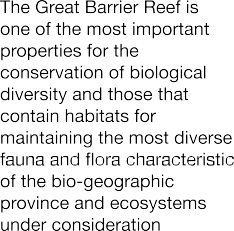 The Great Barrier Reef is
one of the most important
properties for the
conservation of biological
diversity and those that
contain habitats for
maintaining the most diverse
fauna and flora characteristic
of the bio-geographic
province and ecosystems
under consideration